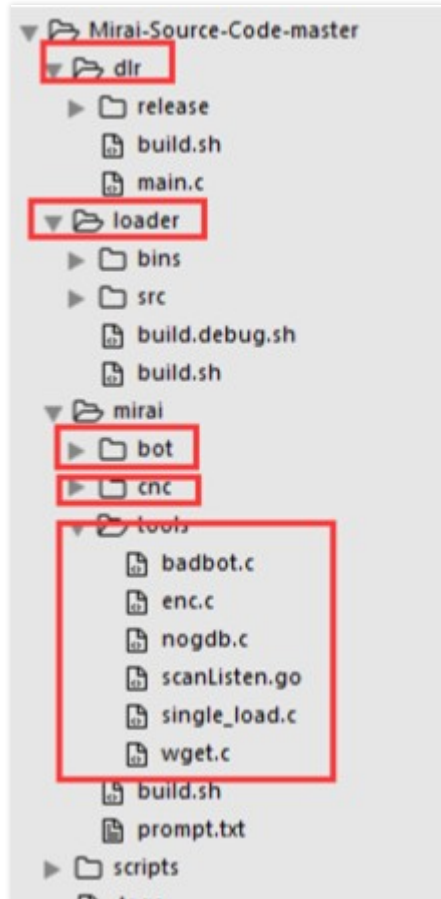 Mirai-Source-Code-master
dlr
release
build.sh
main.c
loader
bins
src
build.debug.sh
build.sh
mirai
bot
cnc
tools
badbot.c
enc.c
nogdb.c
scanListen.go
single_load.c
wget.c
build.sh
prompt.txt
scripts